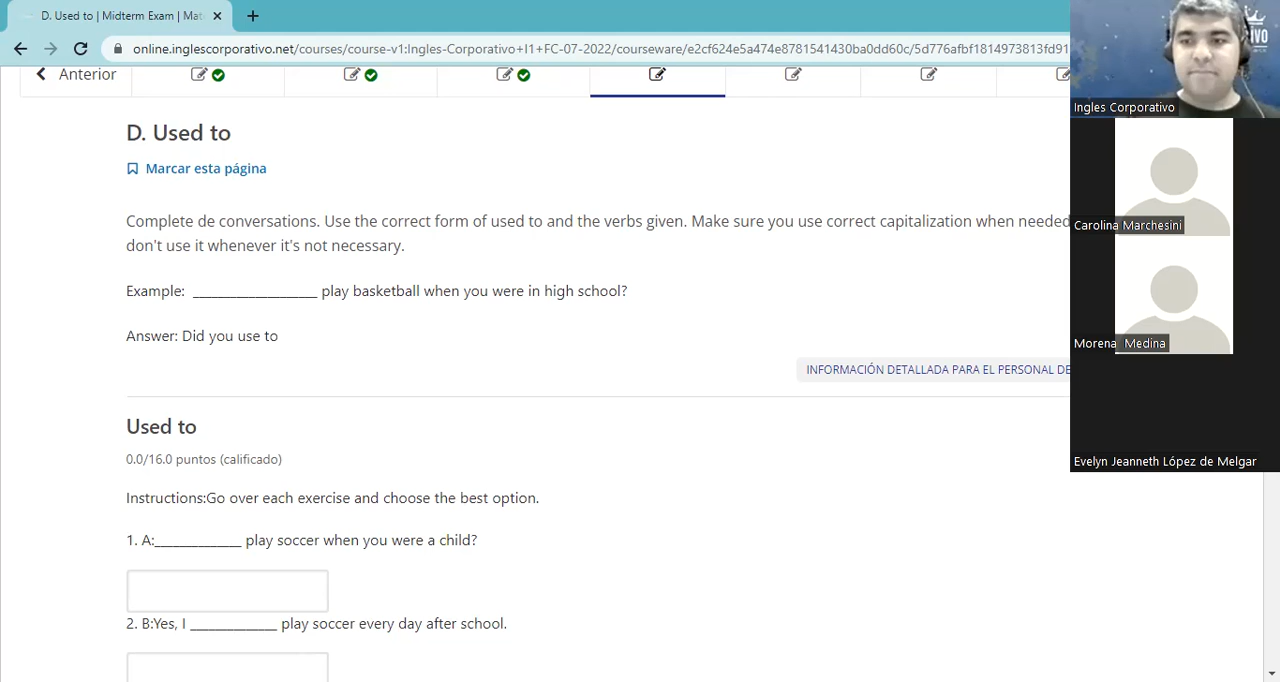 D. Used to | Midterm Exam | Mat
online.inglescorporativo.net/courses/course-v1:Ingles-Corporativo+I1+FC-07-2022/courseware/e2cf624e5a474e8781541430ba0dd60c/5d776afbf1814973813fd91
Anterior
D. Used to
Marcar esta página
Complete de conversations. Use the correct form of used to and the verbs given. Make sure you use correct capitalization when needed
don't use it whenever it's not necessary.
Example: ____________________ play basketball when you were in high school?
Answer: Did you use to
INFORMACIÓN DETALLADA PARA EL PERSONAL DE
Used to
0.0/16.0 puntos (calificado)
Instructions:Go over each exercise and choose the best option.
1. A:______________ play soccer when you were a child?
2. B:Yes, I ______________ play soccer every day after school.
IVO
Ingles Corporativo
Carolina Marchesini
Morena Medina
Evelyn Jeanneth López de Melgar